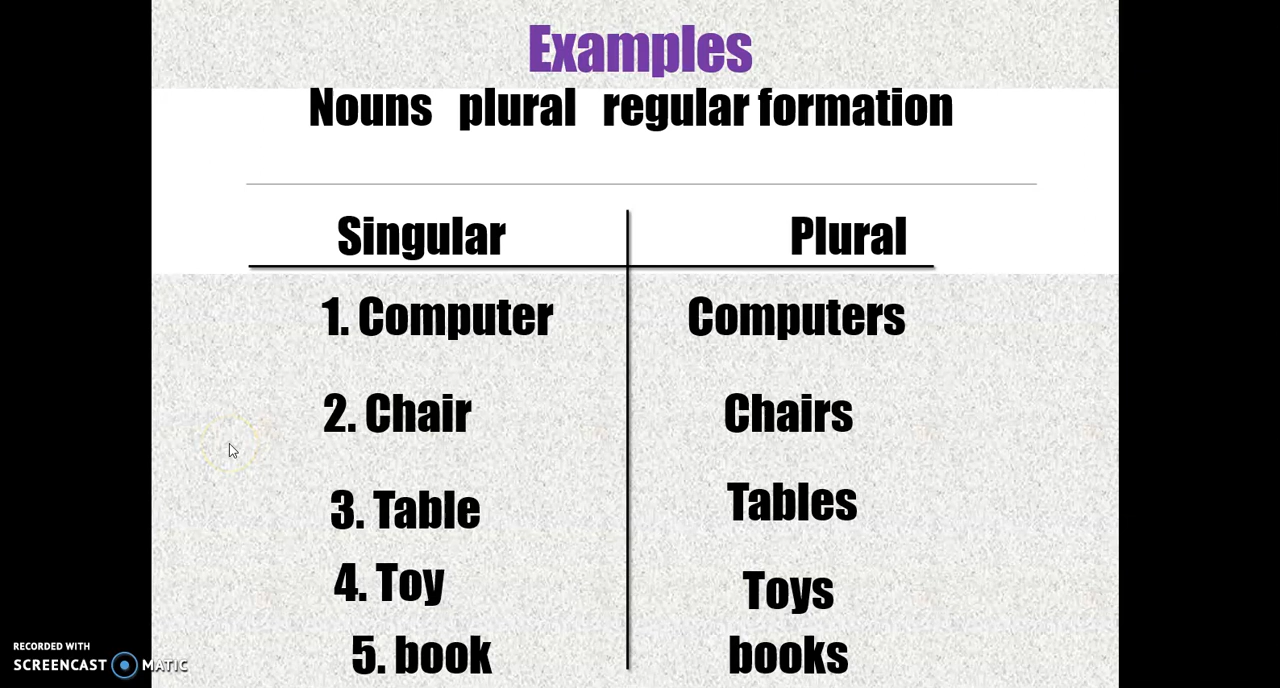 Examples
Nouns plural regular formation
Singular Plural
1. Computer Computers
2. Chair Chairs
3. Table Tables
4. Toy Toys
5. book books
RECORDED WITH
SCREENCAST MATIC